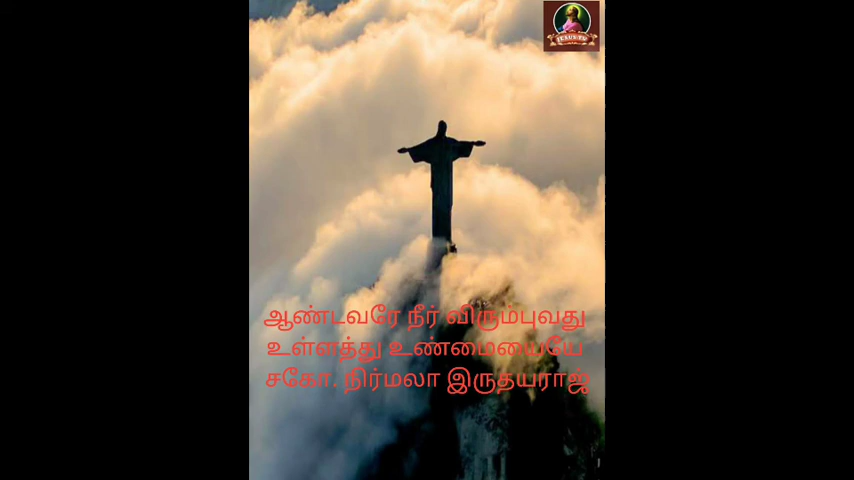 ஆண்டவரே நீர் விரும்புவது
உள்ளத்து உண்மையையே
சகோ. நிர்மலா இருதயராஜ்